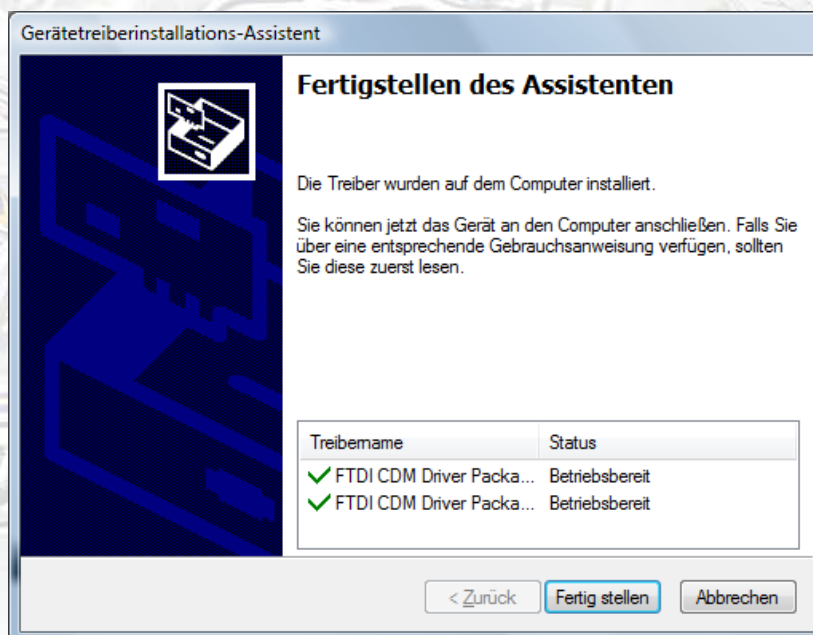 Gerätetreiberinstallations-Assistent
Fertigstellen des Assistenten
Die Treiber wurden auf dem Computer installiert.
Sie können jetzt das Gerät an den Computer anschließen. Falls Sie
über eine entsprechende Gebrauchsanweisung verfügen, sollten
Sie diese zuerst lesen.
Treibername Status
FTDI CDM Driver Packa... Betriebsbereit
FTDI CDM Driver Packa... Betriebsbereit
< Zurück Fertig stellen Abbrechen